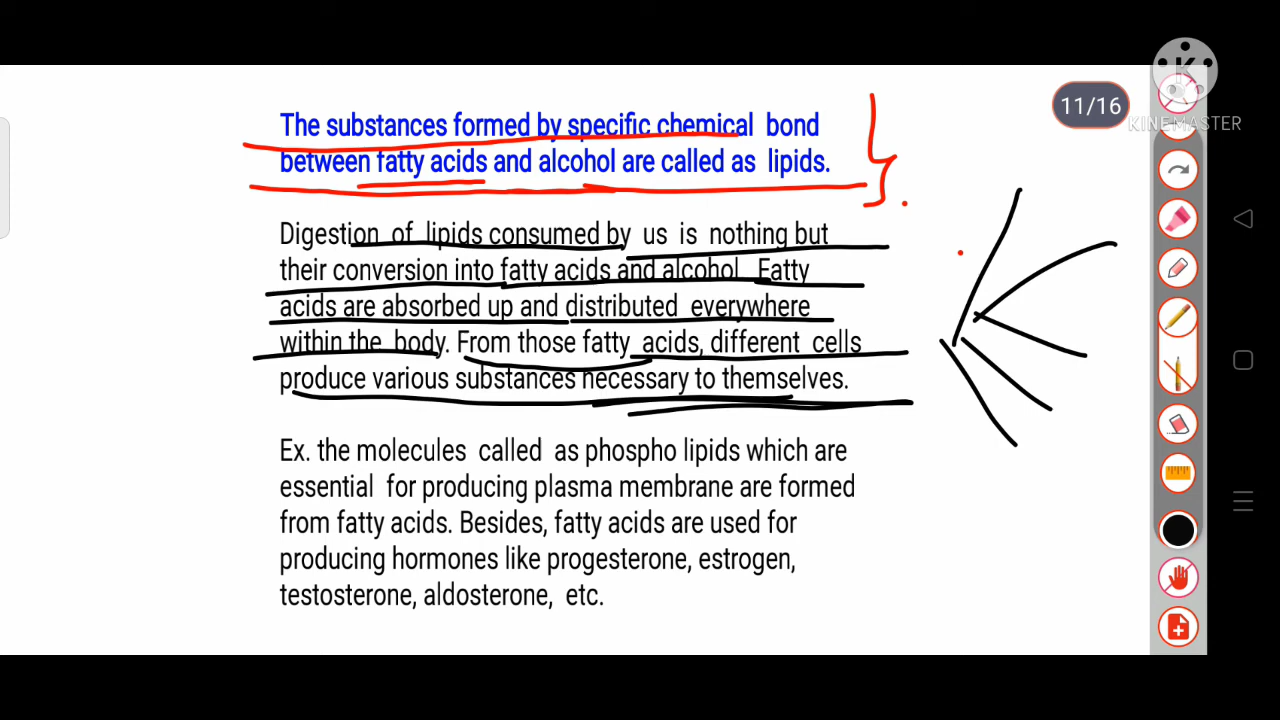 11/16
KINEMASTER
The substances formed by specific chemical bond
between fatty acids and alcohol are called as lipids.
Digestion of lipids consumed by us is nothing but
their conversion into fatty acids and alcohol. Fatty
acids are absorbed up and distributed everywhere
within the body. From those fatty acids, different cells
produce various substances necessary to themselves.
Ex. the molecules called as phospho lipids which are
essential for producing plasma membrane are formed
from fatty acids. Besides, fatty acids are used for
producing hormones like progesterone, estrogen,
testosterone, aldosterone, etc.